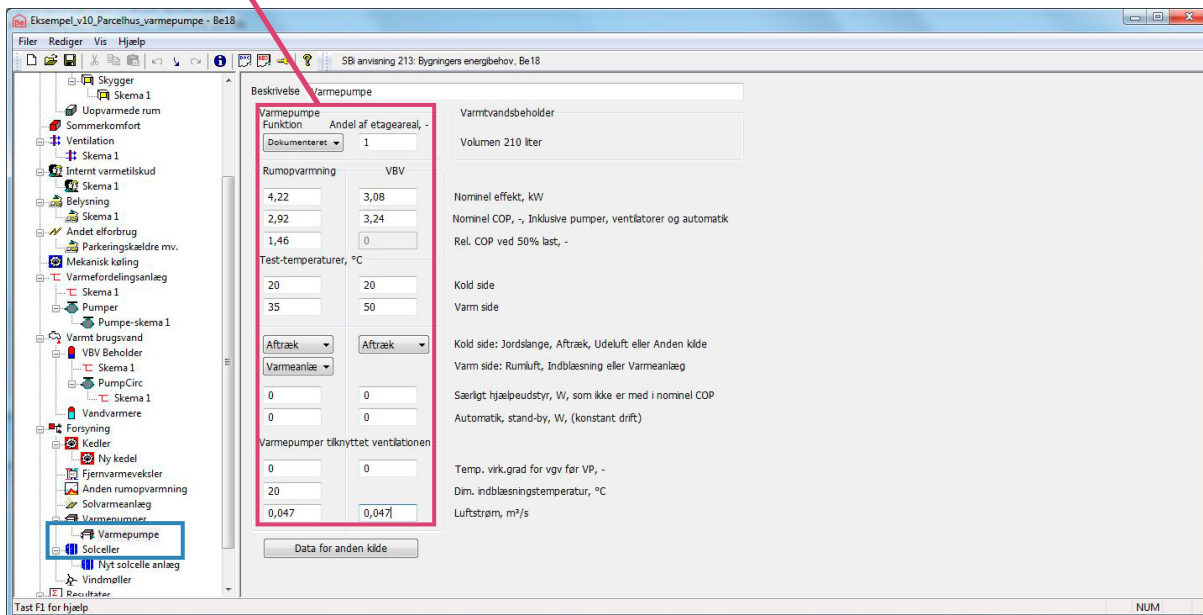 Eksempel_v10_Parcelhus_varmepumpe - Be18
Filer Rediger Vis Hjælp
SBi anvisning 213: Bygningers energibehov, Be18
Skygger
Skema 1
Uopvarmede rum
Sommerkomfort
Ventilation
Skema 1
Internt varmetilskud
Skema 1
Belysning
Skema 1
Andet elforbrug
Parkeringskældre mv.
Mekanisk køling
Varmefordelingsanlæg
Skema 1
Pumper
Pumpe-skema 1
Varmt brugsvand
VBV Beholder
Skema 1
PumpCirc
Skema 1
Vandvarmere
Forsyning
Kedler
Ny kedel
Fjernvarmeveksler
Anden rumopvarmning
Solvarmeanlæg
Varmepumper
Varmepumpe
Solceller
Nyt solcelle anlæg
Vindmøller
Resultater
Beskrivelse Varmepumpe
Varmepumpe Varmtvandsbeholder
Funktion Andel af etageareal, -
Dokumenteret 1 Volumen 210 liter
Rumopvarmning VBV
4,22 3,08 Nominel effekt, kW
2,92 3,24 Nominel COP, -, Inklusive pumper, ventilatorer og automatik
1,46 0 Rel. COP ved 50% last, -
Test-temperaturer, °C
20 20 Kold side
35 50 Varm side
Aftræk Aftræk Kold side: Jordslange, Aftræk, Udeluft eller Anden kilde
Varmeanlæ Varm side: Rumluft, Indblæsning eller Varmeanlæg
0 0 Særligt hjælpeudstyr, W, som ikke er med i nominel COP
0 0 Automatik, stand-by, W, (konstant drift)
Varmepumper tilknyttet ventilationen
0 0 Temp. virk.grad for vgv før VP, -
20 Dim. indblæsningstemperatur, °C
0,047 0,047 Luftstrøm, m³/s
Data for anden kilde
Tast F1 for hjælp NUM